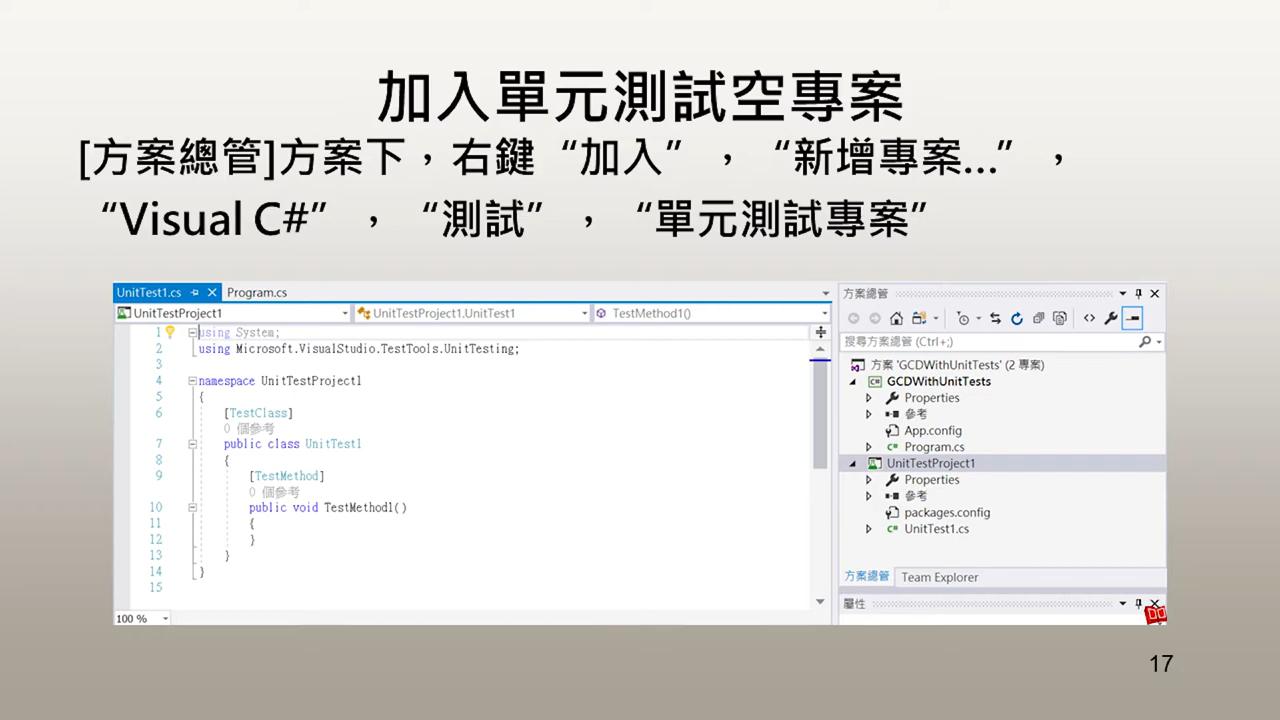 加入單元測試空專案
[方案總管]方案下，右鍵“加入”，“新增專案…”，
“Visual C#”，“測試”，“單元測試專案”
UnitTest1.cs Program.cs
UnitTestProject1 UnitTestProject1.UnitTest1 TestMethod1()
1 using System;
2 using Microsoft.VisualStudio.TestTools.UnitTesting;
3
4 namespace UnitTestProject1
5 {
6 [TestClass]
0 個參考
7 public class UnitTest1
8 {
9 [TestMethod]
0 個參考
10 public void TestMethod1()
11 {
12 }
13 }
14 }
15
100 %
方案總管
搜尋方案總管 (Ctrl+;)
方案 'GCDWithUnitTests' (2 專案)
GCDWithUnitTests
Properties
參考
App.config
Program.cs
UnitTestProject1
Properties
參考
packages.config
UnitTest1.cs
方案總管 Team Explorer
屬性
17